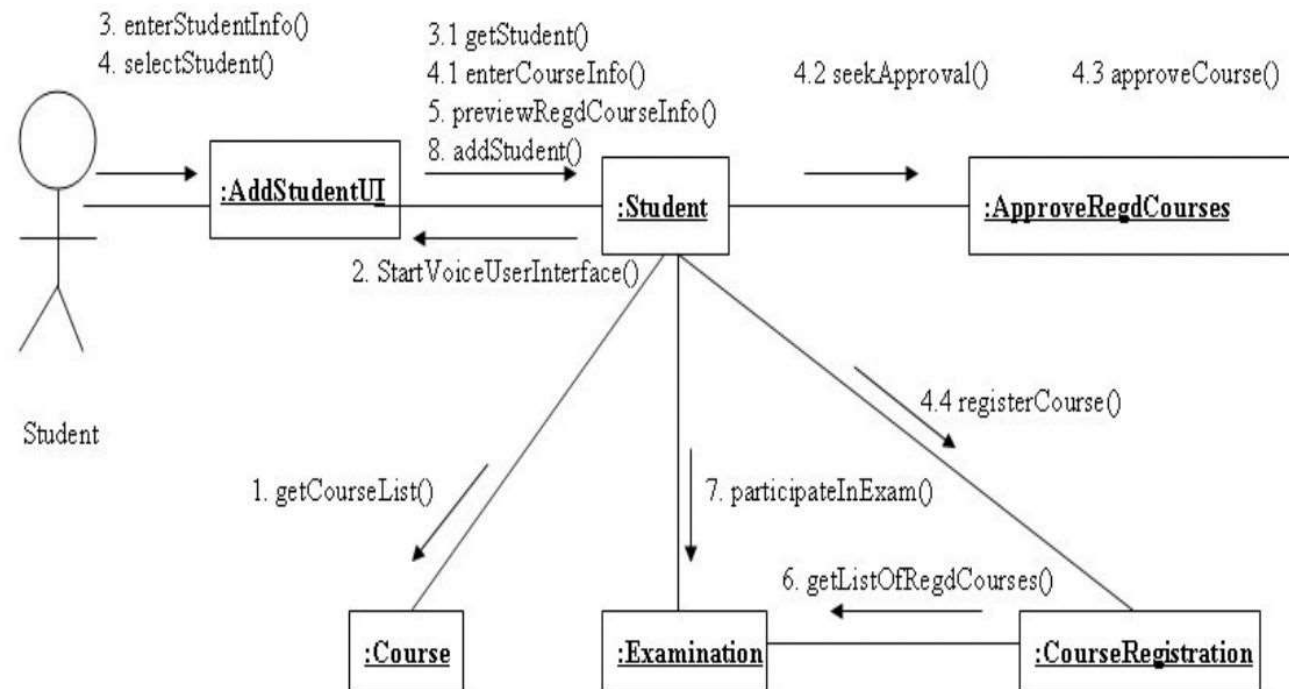 3. enterStudentInfo()
4. selectStudent()
3.1 getStudent()
4.1 enterCourseInfo()
5. previewRegdCourseInfo()
8. addStudent()
4.2 seekApproval()
4.3 approveCourse()
:AddStudentUI
:Student
:ApproveRegdCourses
2. StartVoiceUserInterface()
Student
4.4 registerCourse()
1. getCourseList()
7. participateInExam()
6. getListOfRegdCourses()
:Course
:Examination
:CourseRegistration